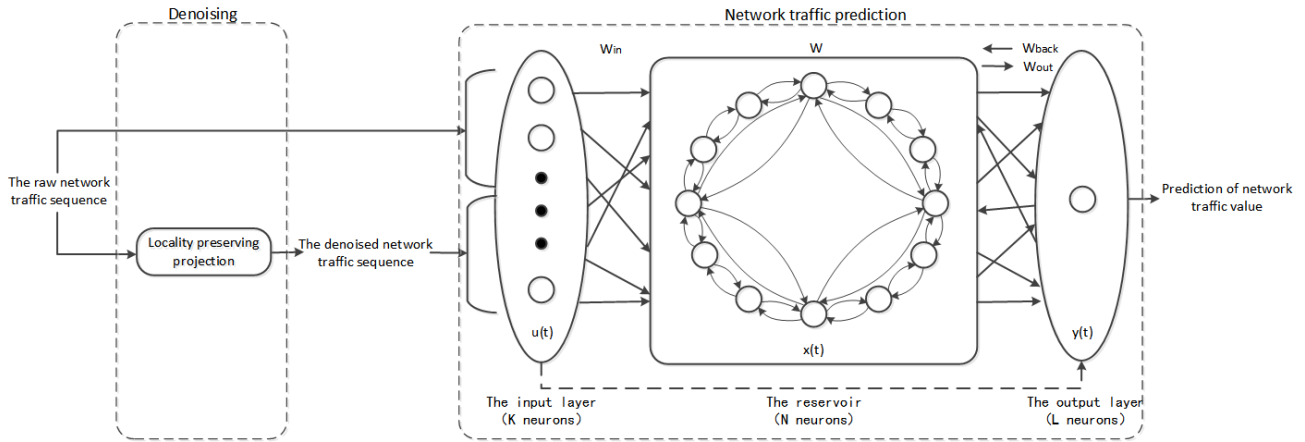 Denoising
Network traffic prediction
Win
W
Wback
Wout
The raw network
traffic sequence
Locality preserving
projection
The denoised network
traffic sequence
u(t)
x(t)
y(t)
Prediction of network
traffic value
The input layer
(K neurons)
The reservoir
(N neurons)
The output layer
(L neurons)